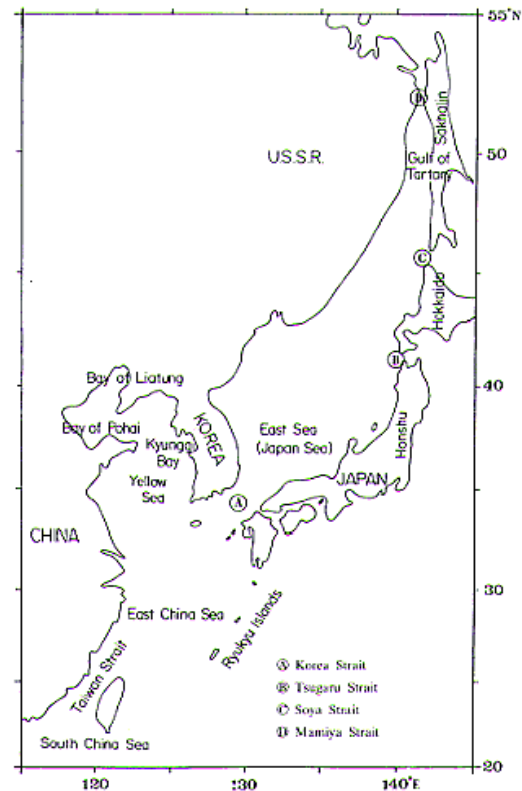 55°N
D
Sakhalin
U.S.S.R.
50
Gulf of
Tartary
C
Hokkaido
B
Bay of Liatung
40
Bay of Pohai
KOREA
East Sea
(Japan Sea)
Honshu
Kyunggi
Bay
Yellow
Sea
JAPAN
A
CHINA
30
East China Sea
Ryukyu Islands
Taiwan Strait
Ⓐ Korea Strait
Ⓑ Tsugaru Strait
Ⓒ Soya Strait
Ⓓ Mamiya Strait
South China Sea
20
120
130
140°E